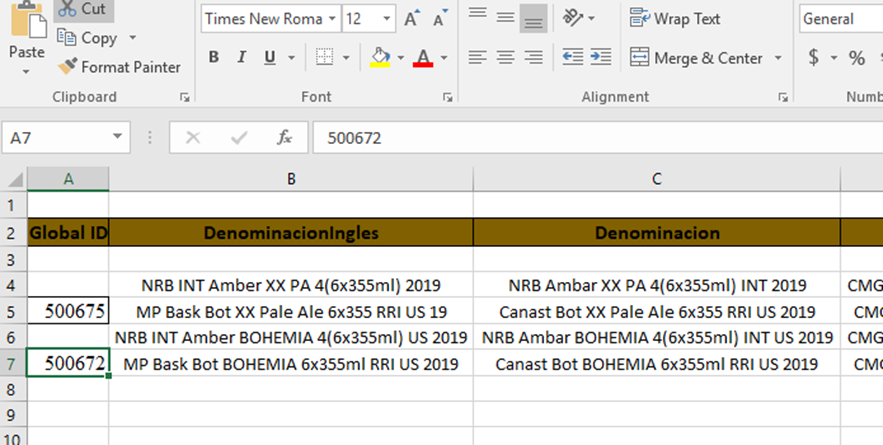 Cut
Times New Roma 12 A A Wrap Text General
Paste Copy
Format Painter B I U A Merge & Center $ %
Clipboard Font Alignment
A7 fx 500672
A B C
1
2 Global ID DenominacionIngles Denominacion
3
4 NRB INT Amber XX PA 4(6x355ml) 2019 NRB Ambar XX PA 4(6x355ml) INT 2019 CMG
5 500675 MP Bask Bot XX Pale Ale 6x355 RRI US 19 Canast Bot XX Pale Ale 6x355 RRI US 2019
6 NRB INT Amber BOHEMIA 4(6x355ml) US 2019 NRB Ambar BOHEMIA 4(6x355ml) INT US 2019 CMG
7 500672 MP Bask Bot BOHEMIA 6x355ml RRI US 2019 Canast Bot BOHEMIA 6x355ml RRI US 2019
8
9
10